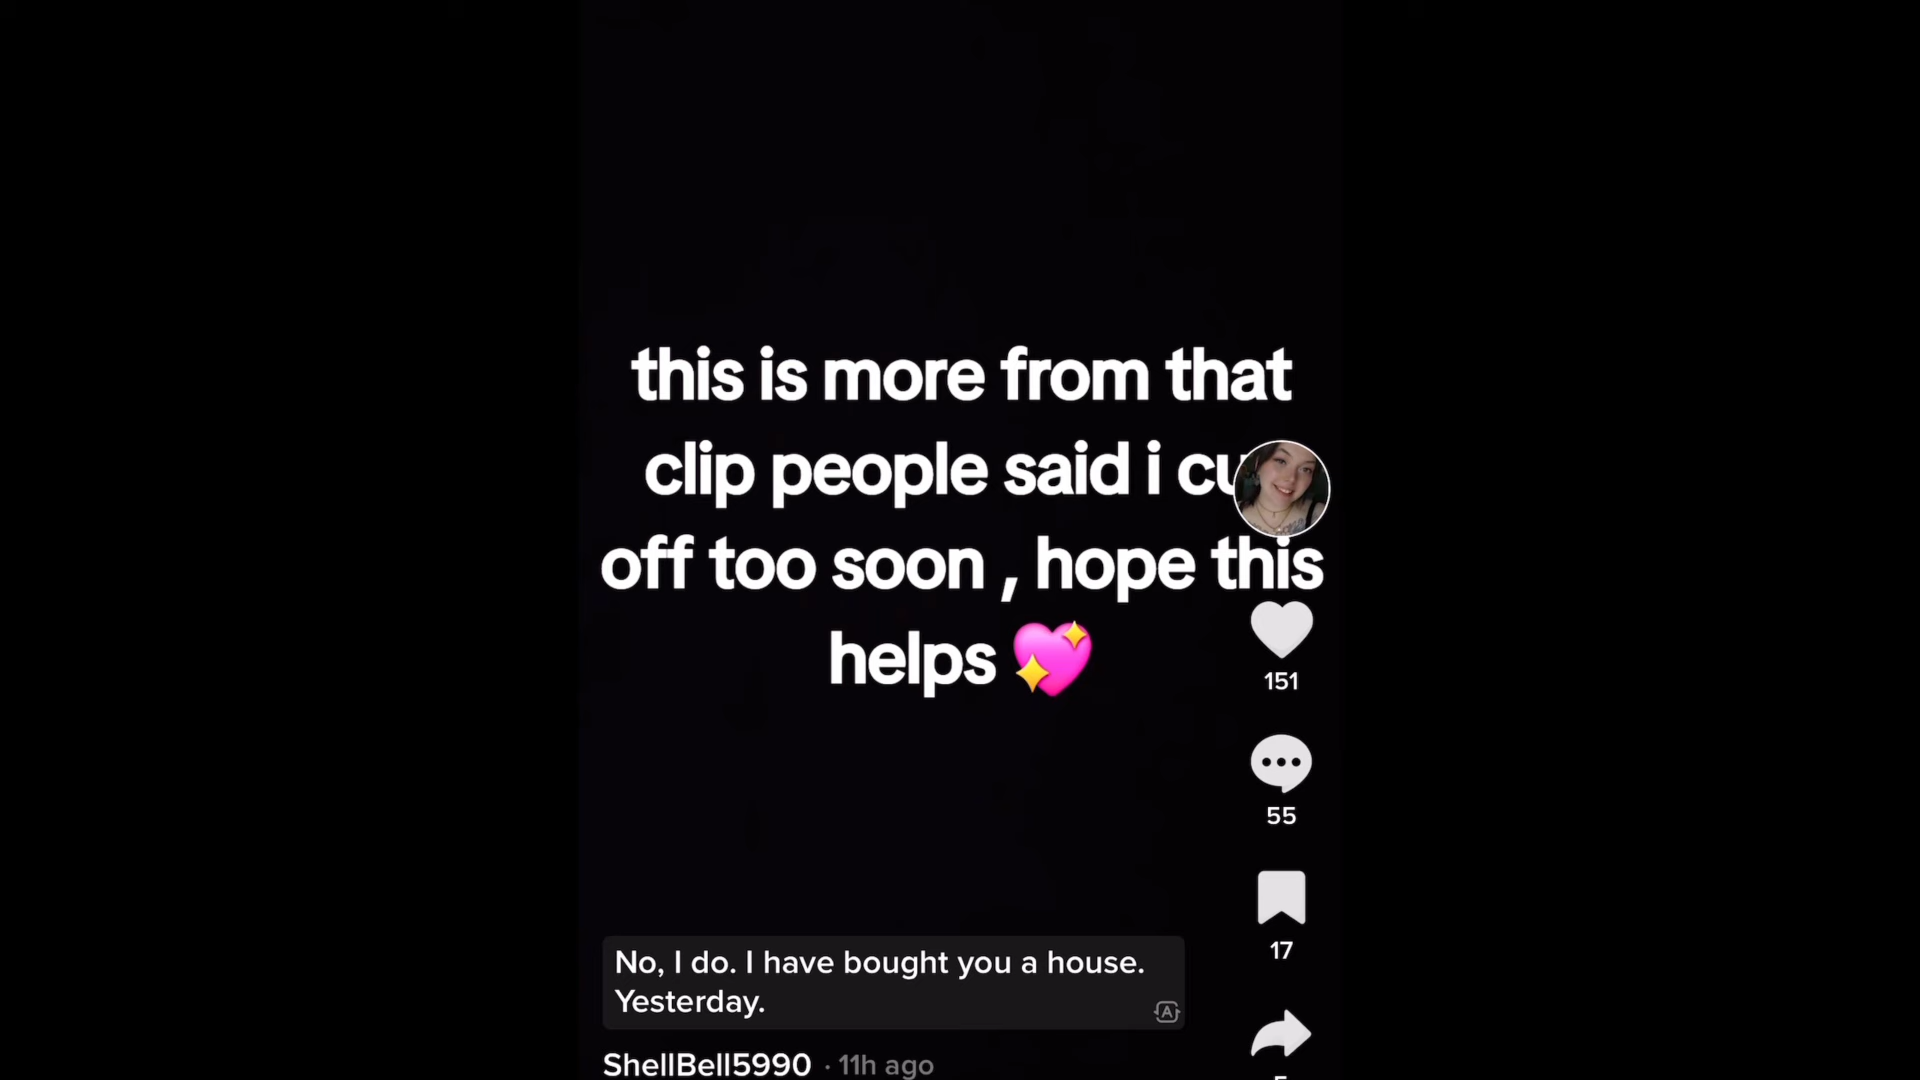 this is more from that
clip people said i cu
off too soon , hope this
helps 💖
151
55
17
No, I do. I have bought you a house.
Yesterday.
ShellBell5990 · 11h ago